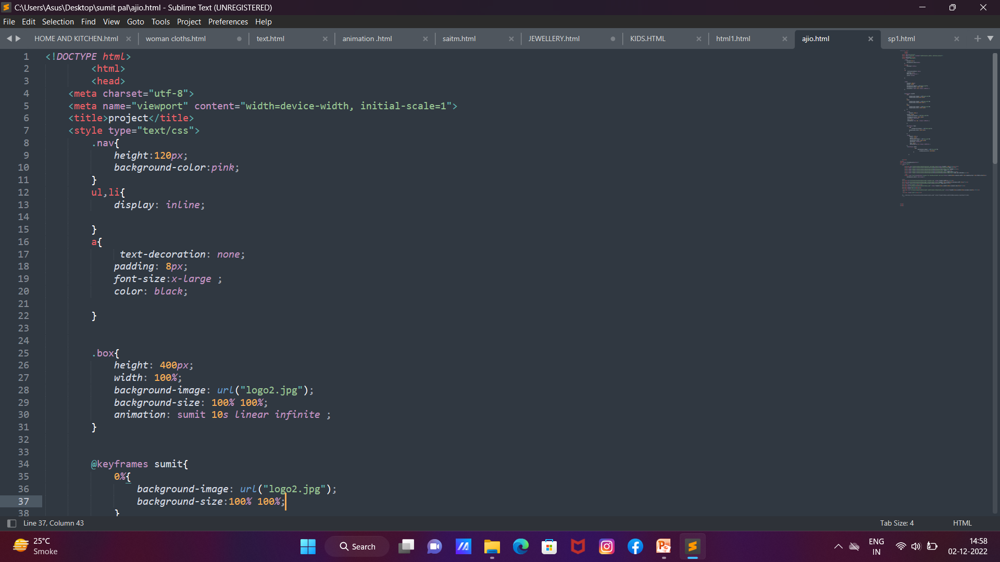 C:\Users\Asus\Desktop\sumit pal\ajio.html - Sublime Text (UNREGISTERED)
File Edit Selection Find View Goto Tools Project Preferences Help
HOME AND KITCHEN.html woman cloths.html text.html animation .html saitm.html JEWELLERY.html KIDS.HTML html1.html ajio.html sp1.html
1 <!DOCTYPE html>
2 <html>
3 <head>
4 <meta charset="utf-8">
5 <meta name="viewport" content="width=device-width, initial-scale=1">
6 <title>project</title>
7 <style type="text/css">
8 .nav{
9 height:120px;
10 background-color:pink;
11 }
12 ul,li{
13 display: inline;
14
15 }
16 a{
17 text-decoration: none;
18 padding: 8px;
19 font-size:x-large ;
20 color: black;
21
22 }
23
24
25 .box{
26 height: 400px;
27 width: 100%;
28 background-image: url("logo2.jpg");
29 background-size: 100% 100%;
30 animation: sumit 10s linear infinite ;
31 }
32
33
34 @keyframes sumit{
35 0%{
36 background-image: url("logo2.jpg");
37 background-size:100% 100%;
38 }
Line 37, Column 43 Tab Size: 4 HTML
25°C
Smoke
Search
ENG
IN
14:58
02-12-2022